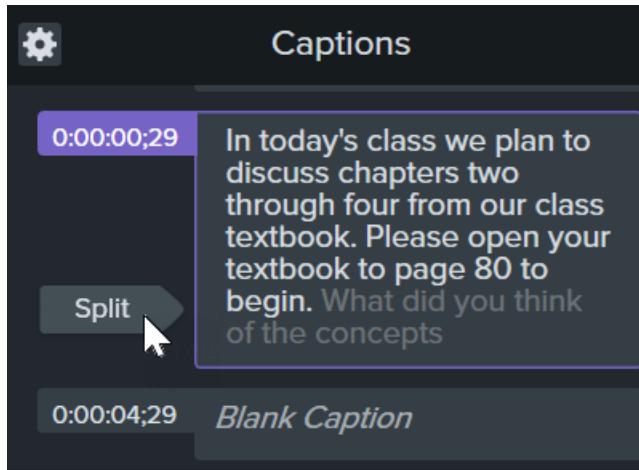 Captions
0:00:00;29
In today's class we plan to
discuss chapters two
through four from our class
textbook. Please open your
textbook to page 80 to
begin. What did you think
of the concepts
Split
0:00:04;29
Blank Caption